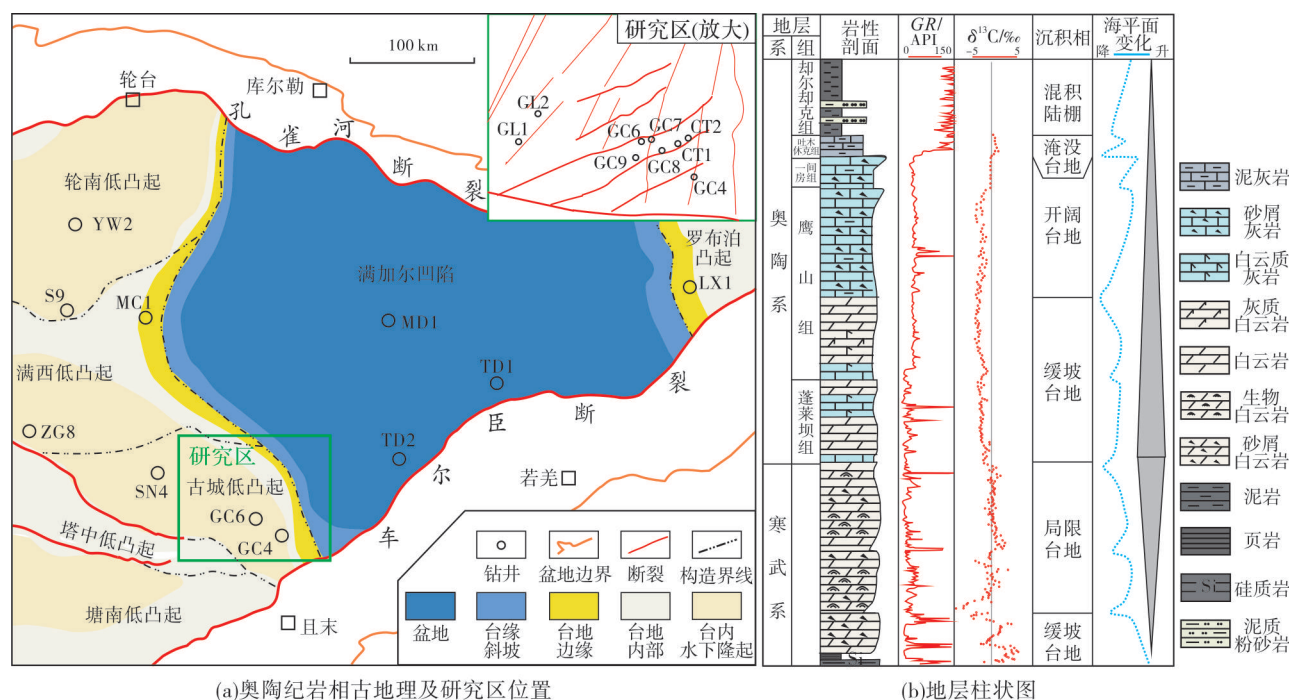 100 km
研究区(放大)
轮台
库尔勒
孔
雀
河
断
裂
GL2
GL1
GC6
GC7
CT2
GC9
GC8
CT1
GC4
轮南低凸起
YW2
罗布泊
凸起
满加尔凹陷
S9
MC1
LX1
MD1
满西低凸起
TD1
裂
断
臣
尔
车
ZG8
研究区
TD2
古城低凸起
若羌
SN4
GC6
GC4
塔中低凸起
塘南低凸起
且末
钻井
盆地边界
断裂
构造界线
盆地
台缘
斜坡
台地
边缘
台地
内部
台内
水下隆起
(a)奥陶纪岩相古地理及研究区位置
地层
系
组
岩性
剖面
GR/
API
0
150
δ¹³C/‰
-5
5
沉积相
海平面
变化
降
升
奥
陶
系
寒
武
系
却
尔
却
克
组
吐木
休克组
一间
房组
鹰
山
组
蓬
莱
坝
组
混积
陆棚
淹没
台地
开阔
台地
缓坡
台地
局限
台地
缓坡
台地
泥灰岩
砂屑
灰岩
白云质
灰岩
灰质
白云岩
白云岩
生物
白云岩
砂屑
白云岩
泥岩
页岩
Si
硅质岩
泥质
粉砂岩
(b)地层柱状图